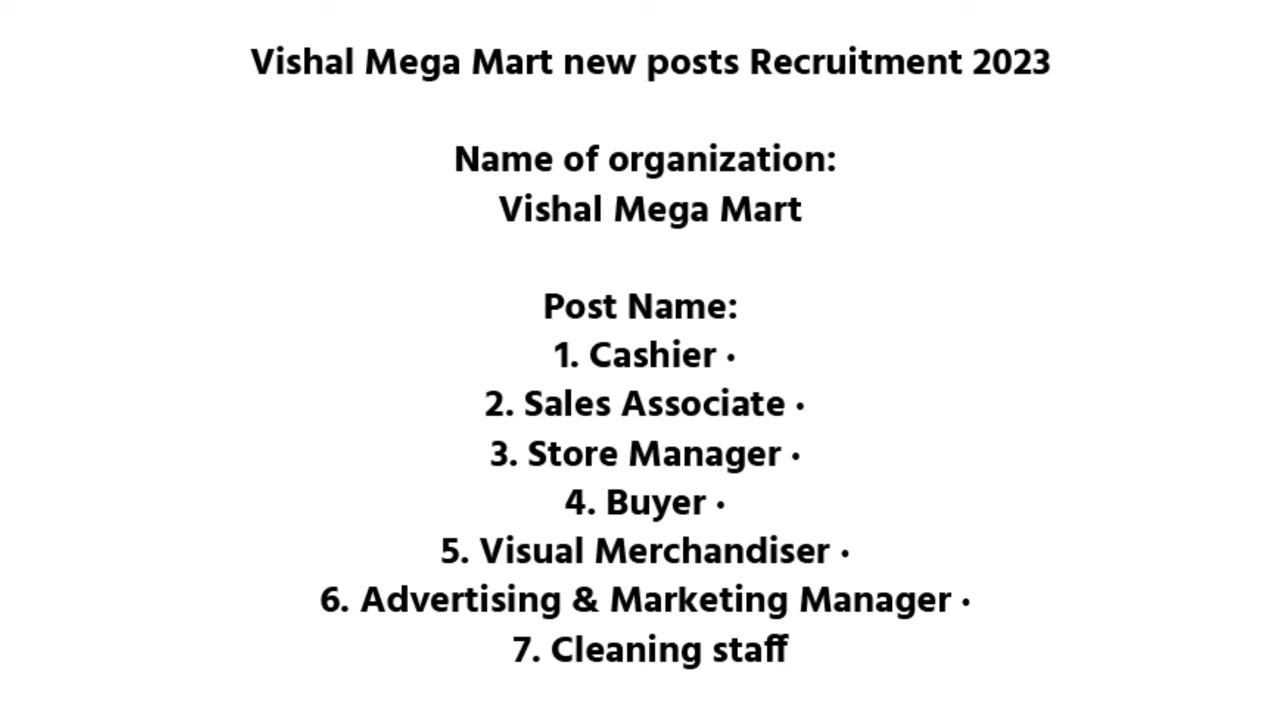 Vishal Mega Mart new posts Recruitment 2023
Name of organization:
Vishal Mega Mart
Post Name:
1. Cashier •
2. Sales Associate •
3. Store Manager •
4. Buyer •
5. Visual Merchandiser •
6. Advertising & Marketing Manager •
7. Cleaning staff